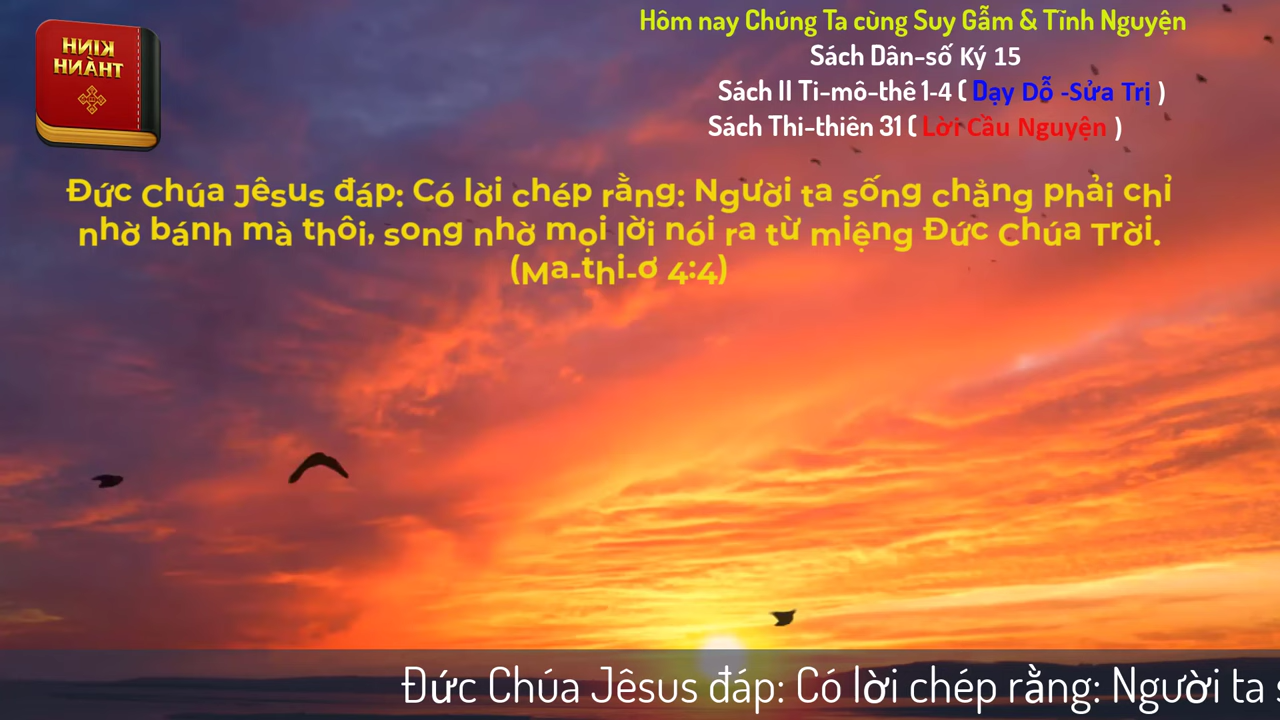 KINH
THÀNH
Hôm nay Chúng Ta cùng Suy Gẫm & Tĩnh Nguyện
Sách Dân-số Ký 15
Sách II Ti-mô-thê 1-4 ( Dạy Dỗ -Sửa Trị )
Sách Thi-thiên 31 ( Lời Cầu Nguyện )
Đức Chúa Jêsus đáp: Có lời chép rằng: Người ta sống chẳng phải chỉ
nhờ bánh mà thôi, song nhờ mọi lời nói ra từ miệng Đức Chúa Trời.
(Ma-thi-ơ 4:4)
Đức Chúa Jêsus đáp: Có lời chép rằng: Người ta